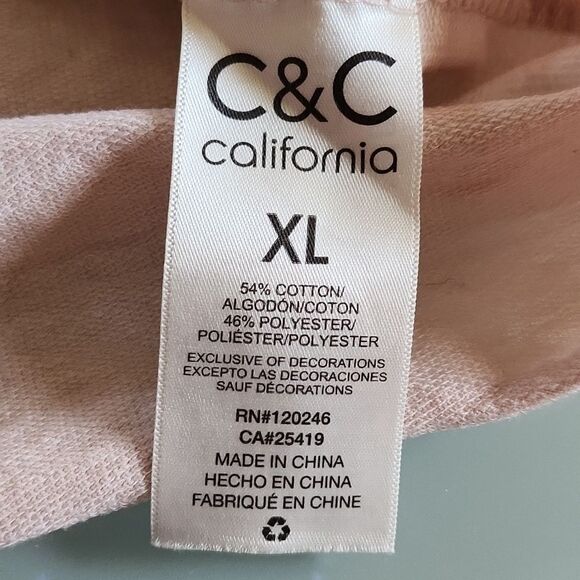 C&C
california
XL
54% COTTON/
ALGODÓN/COTON
46% POLYESTER/
POLIÉSTER/POLYESTER
EXCLUSIVE OF DECORATIONS
EXCEPTO LAS DECORACIONES
SAUF DÉCORATIONS
RN#120246
CA#25419
MADE IN CHINA
HECHO EN CHINA
FABRIQUÉ EN CHINE